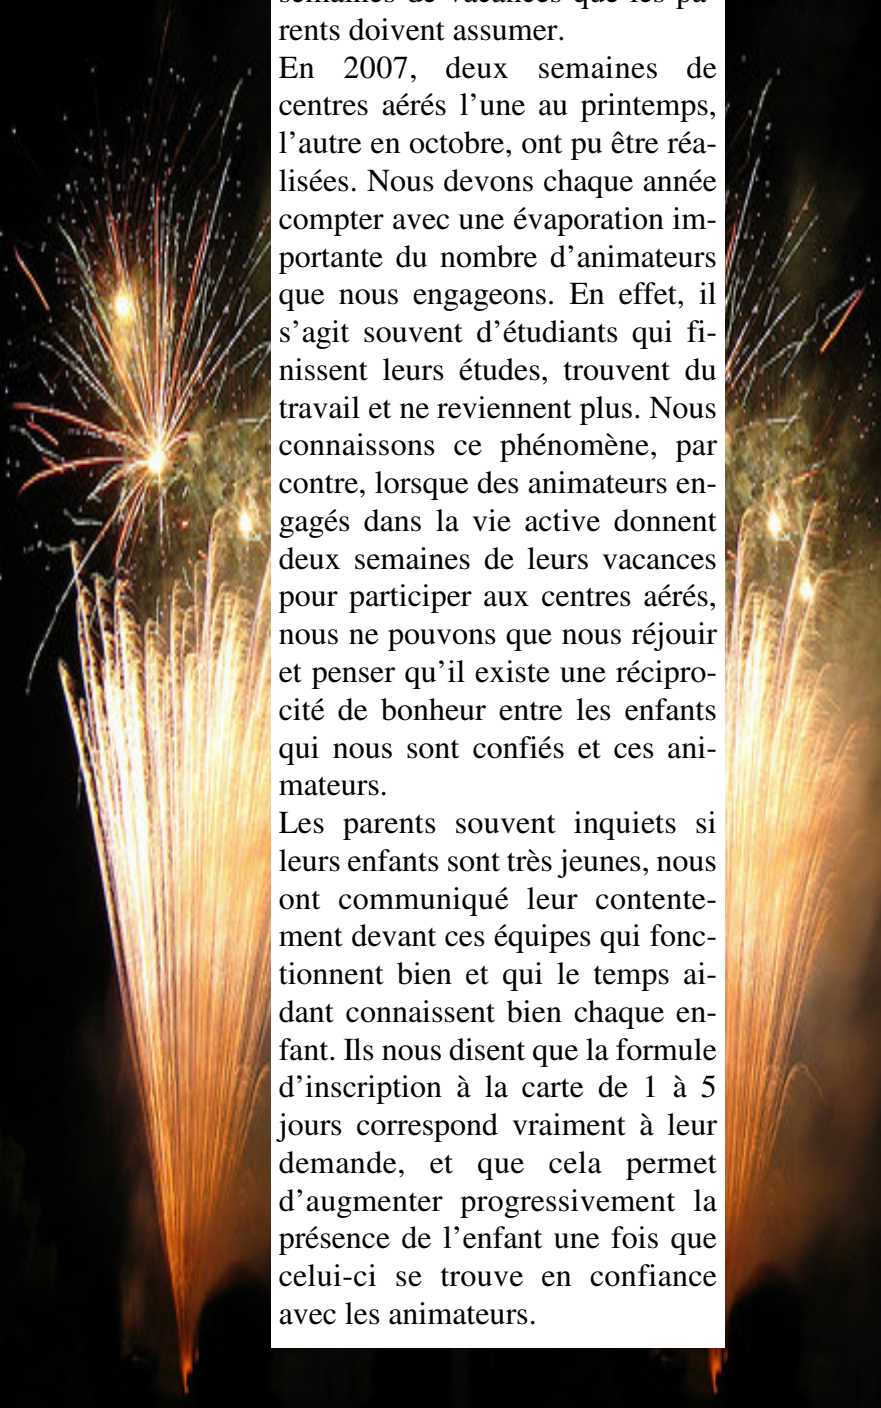 semaines de vacances que les pa-
rents doivent assumer.
En 2007, deux semaines de
centres aérés l’une au printemps,
l’autre en octobre, ont pu être réa-
lisées. Nous devons chaque année
compter avec une évaporation im-
portante du nombre d’animateurs
que nous engageons. En effet, il
s’agit souvent d’étudiants qui fi-
nissent leurs études, trouvent du
travail et ne reviennent plus. Nous
connaissons ce phénomène, par
contre, lorsque des animateurs en-
gagés dans la vie active donnent
deux semaines de leurs vacances
pour participer aux centres aérés,
nous ne pouvons que nous réjouir
et penser qu’il existe une récipro-
cité de bonheur entre les enfants
qui nous sont confiés et ces ani-
mateurs.
Les parents souvent inquiets si
leurs enfants sont très jeunes, nous
ont communiqué leur contente-
ment devant ces équipes qui fonc-
tionnent bien et qui le temps ai-
dant connaissent bien chaque en-
fant. Ils nous disent que la formule
d’inscription à la carte de 1 à 5
jours correspond vraiment à leur
demande, et que cela permet
d’augmenter progressivement la
présence de l’enfant une fois que
celui-ci se trouve en confiance
avec les animateurs.